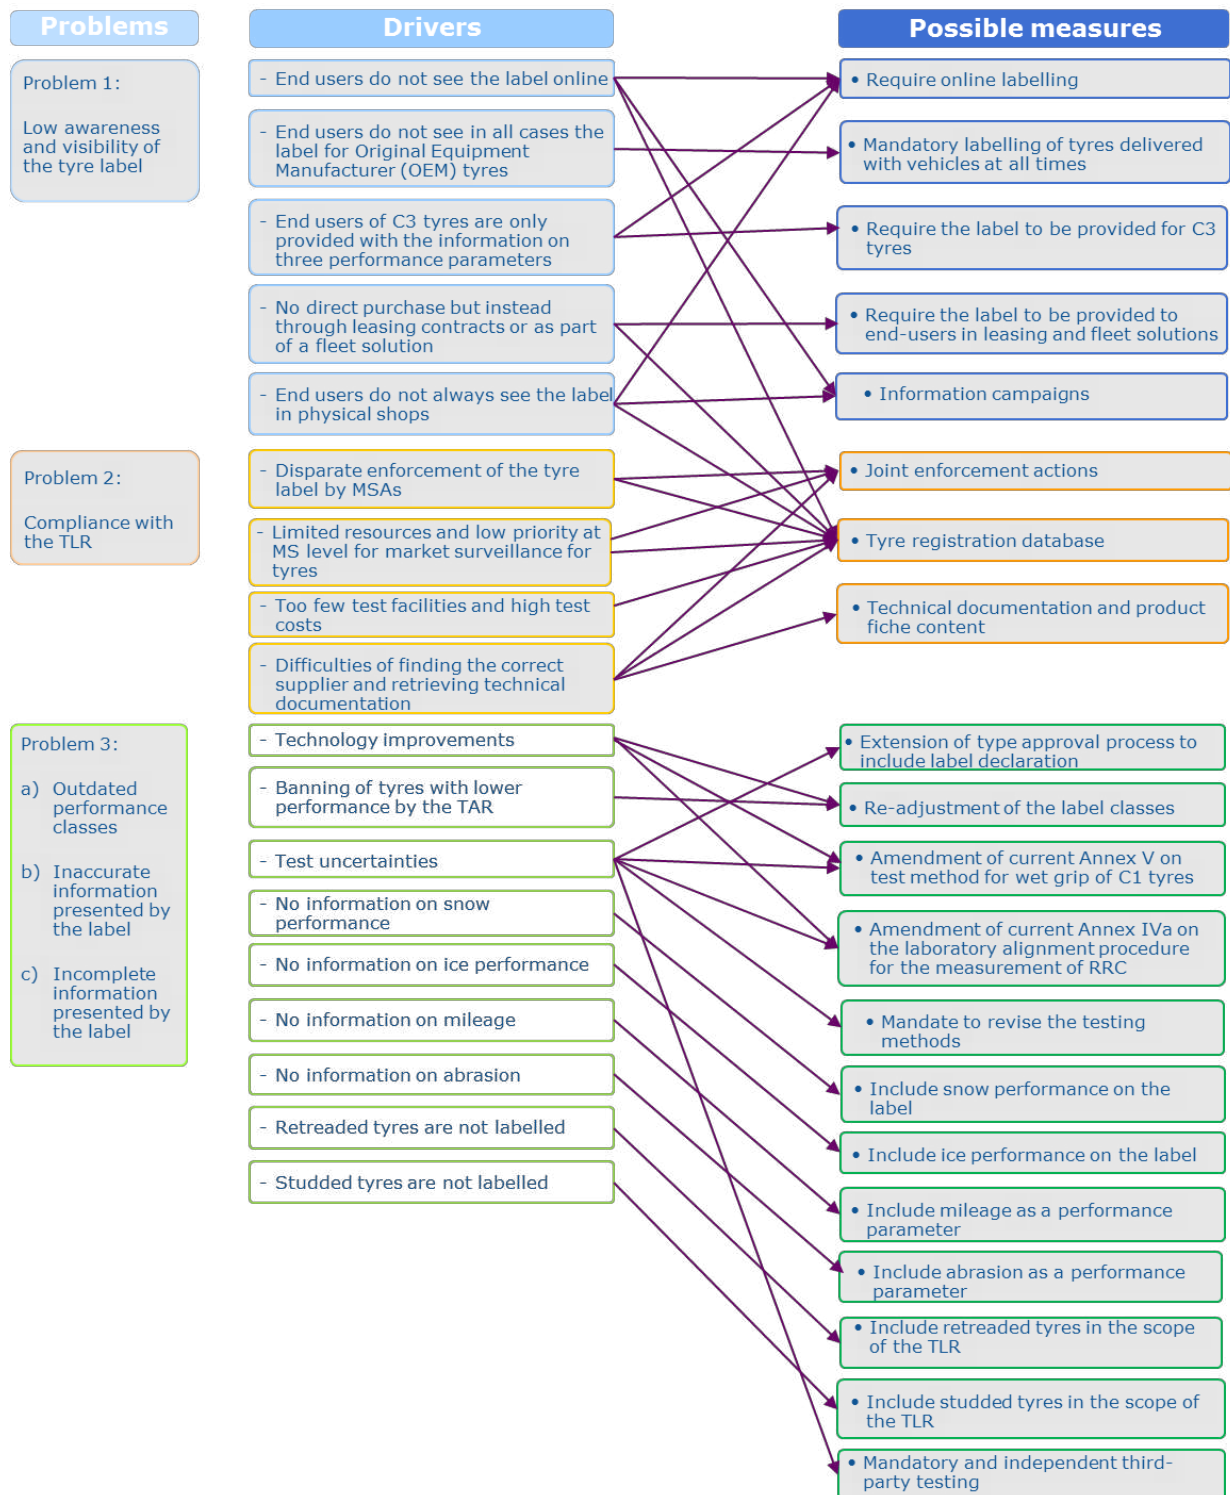 Problems
Drivers
Possible measures
Problem 1:
Low awareness
and visibility of
the tyre label
- End users do not see the label online
- End users do not see in all cases the
label for Original Equipment
Manufacturer (OEM) tyres
- End users of C3 tyres are only
provided with the information on
three performance parameters
- No direct purchase but instead
through leasing contracts or as part
of a fleet solution
- End users do not always see the label
in physical shops
• Require online labelling
• Mandatory labelling of tyres delivered
with vehicles at all times
• Require the label to be provided for C3
tyres
• Require the label to be provided to
end-users in leasing and fleet solutions
• Information campaigns
Problem 2:
Compliance with
the TLR
- Disparate enforcement of the tyre
label by MSAs
- Limited resources and low priority at
MS level for market surveillance for
tyres
- Too few test facilities and high test
costs
- Difficulties of finding the correct
supplier and retrieving technical
documentation
• Joint enforcement actions
• Tyre registration database
• Technical documentation and product
fiche content
Problem 3:
a) Outdated
performance
classes
b) Inaccurate
information
presented by
the label
c) Incomplete
information
presented by
the label
- Technology improvements
- Banning of tyres with lower
performance by the TAR
- Test uncertainties
- No information on snow
performance
- No information on ice performance
- No information on mileage
- No information on abrasion
- Retreaded tyres are not labelled
- Studded tyres are not labelled
• Extension of type approval process to
include label declaration
• Re-adjustment of the label classes
• Amendment of current Annex V on
test method for wet grip of C1 tyres
• Amendment of current Annex IVa on
the laboratory alignment procedure
for the measurement of RRC
• Mandate to revise the testing
methods
• Include snow performance on the
label
• Include ice performance on the label
• Include mileage as a performance
parameter
• Include abrasion as a performance
parameter
• Include retreaded tyres in the scope
of the TLR
• Include studded tyres in the scope of
the TLR
• Mandatory and independent third-
party testing